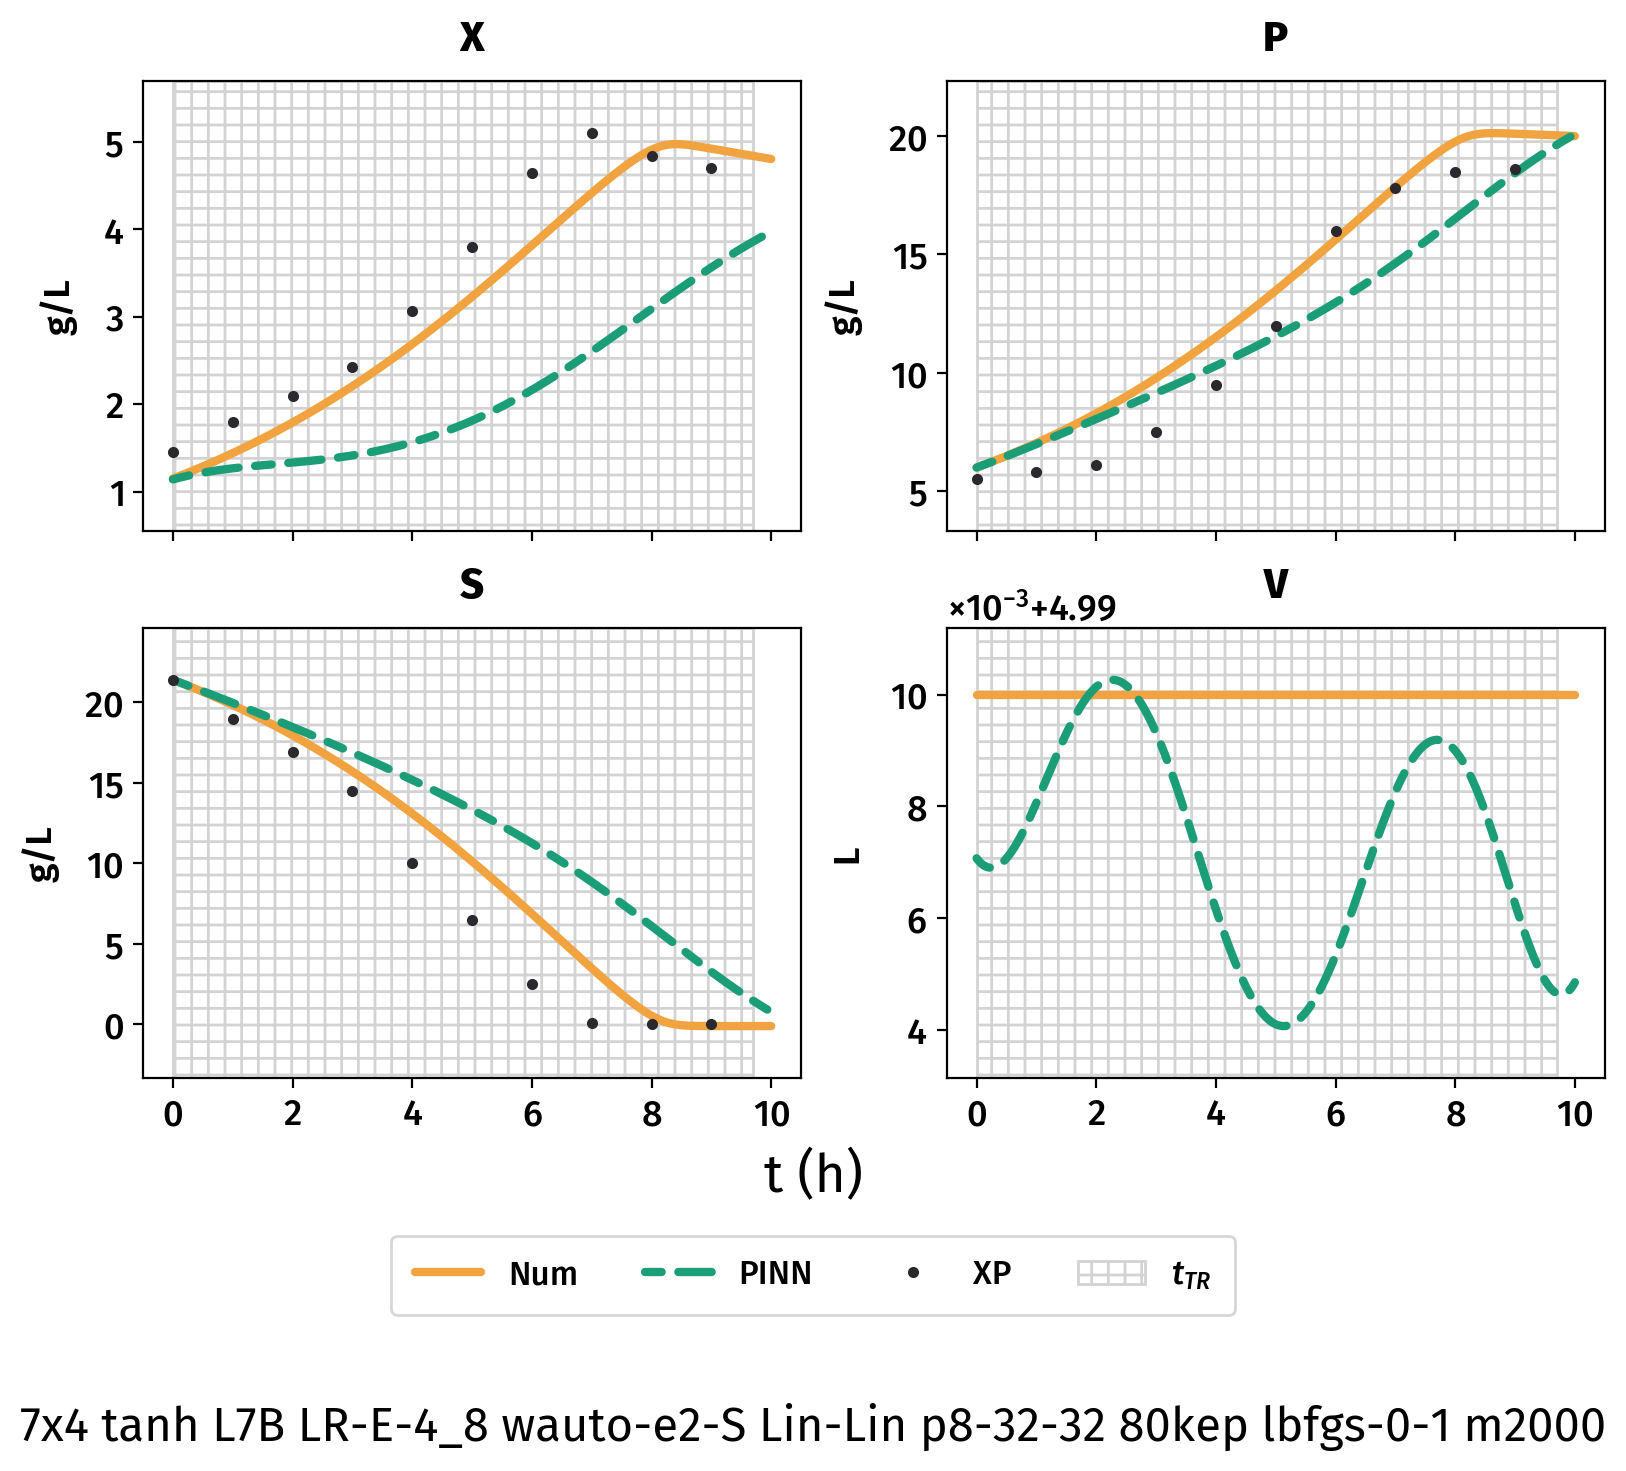 X
P
g/L
5
4
3
2
1
g/L
20
15
10
5
S
V
×10⁻³+4.99
g/L
20
15
10
5
0
L
10
8
6
4
0 2 4 6 8 10
0 2 4 6 8 10
t (h)
Num PINN XP t_TR
7x4 tanh L7B LR-E-4_8 wauto-e2-S Lin-Lin p8-32-32 80kep lbfgs-0-1 m2000